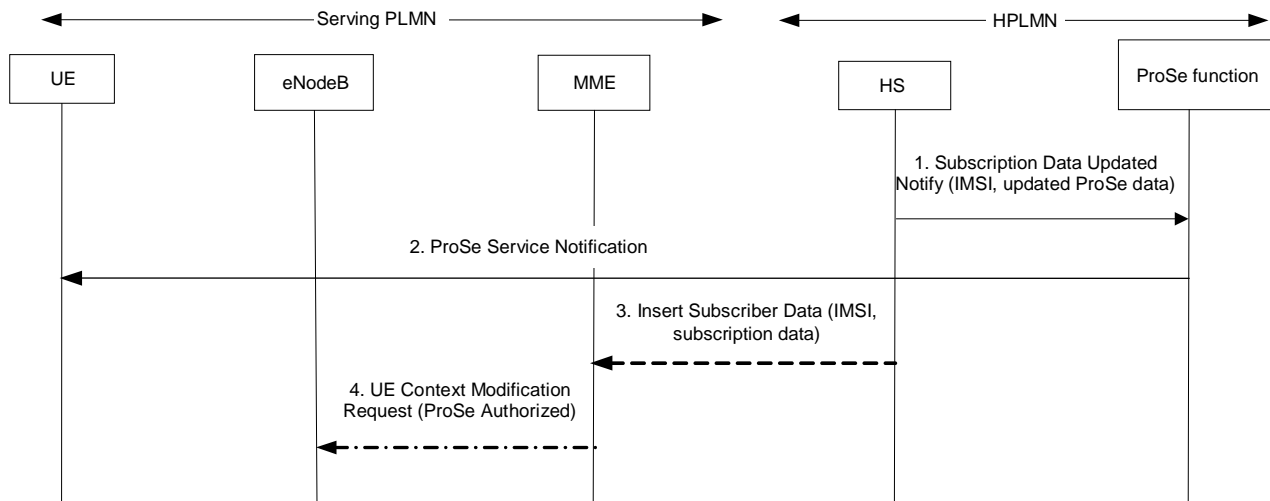 Serving PLMN
HPLMN
UE
eNodeB
MME
HS
ProSe function
1. Subscription Data Updated
Notify (IMSI, updated ProSe data)
2. ProSe Service Notification
3. Insert Subscriber Data (IMSI,
subscription data)
4. UE Context Modification
Request (ProSe Authorized)